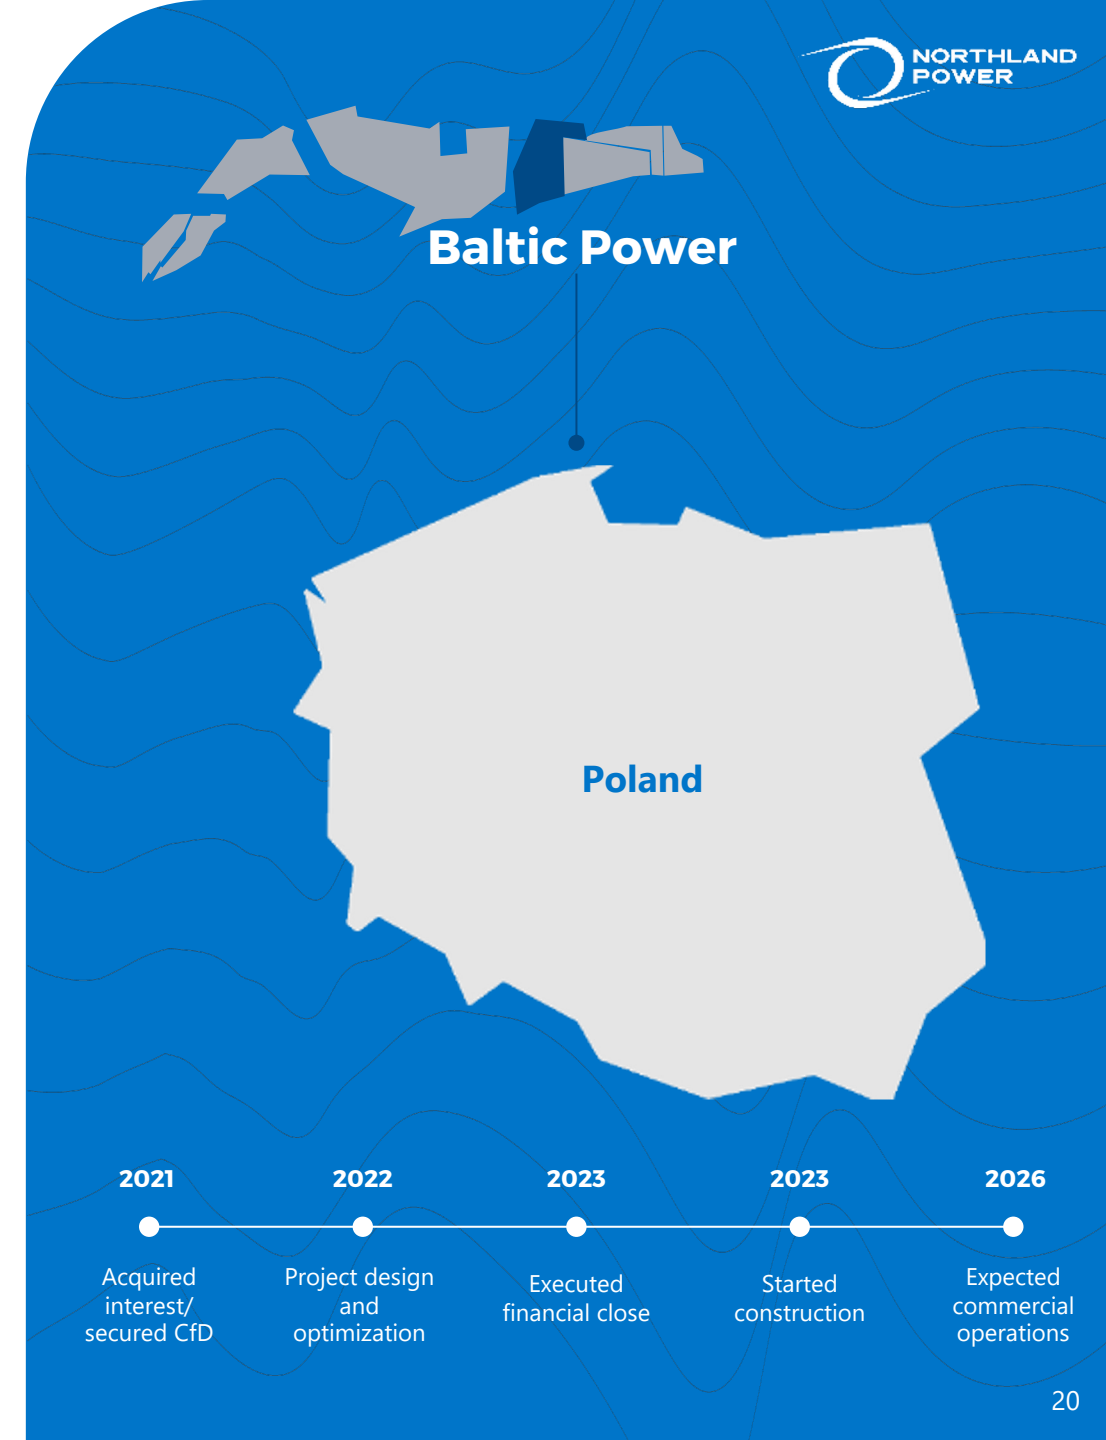 NORTHLAND
POWER
Baltic Power
Poland
2021
2022
2023
2023
2026
Acquired
interest/
secured CfD
Project design
and
optimization
Executed
financial close
Started
construction
Expected
commercial
operations
20